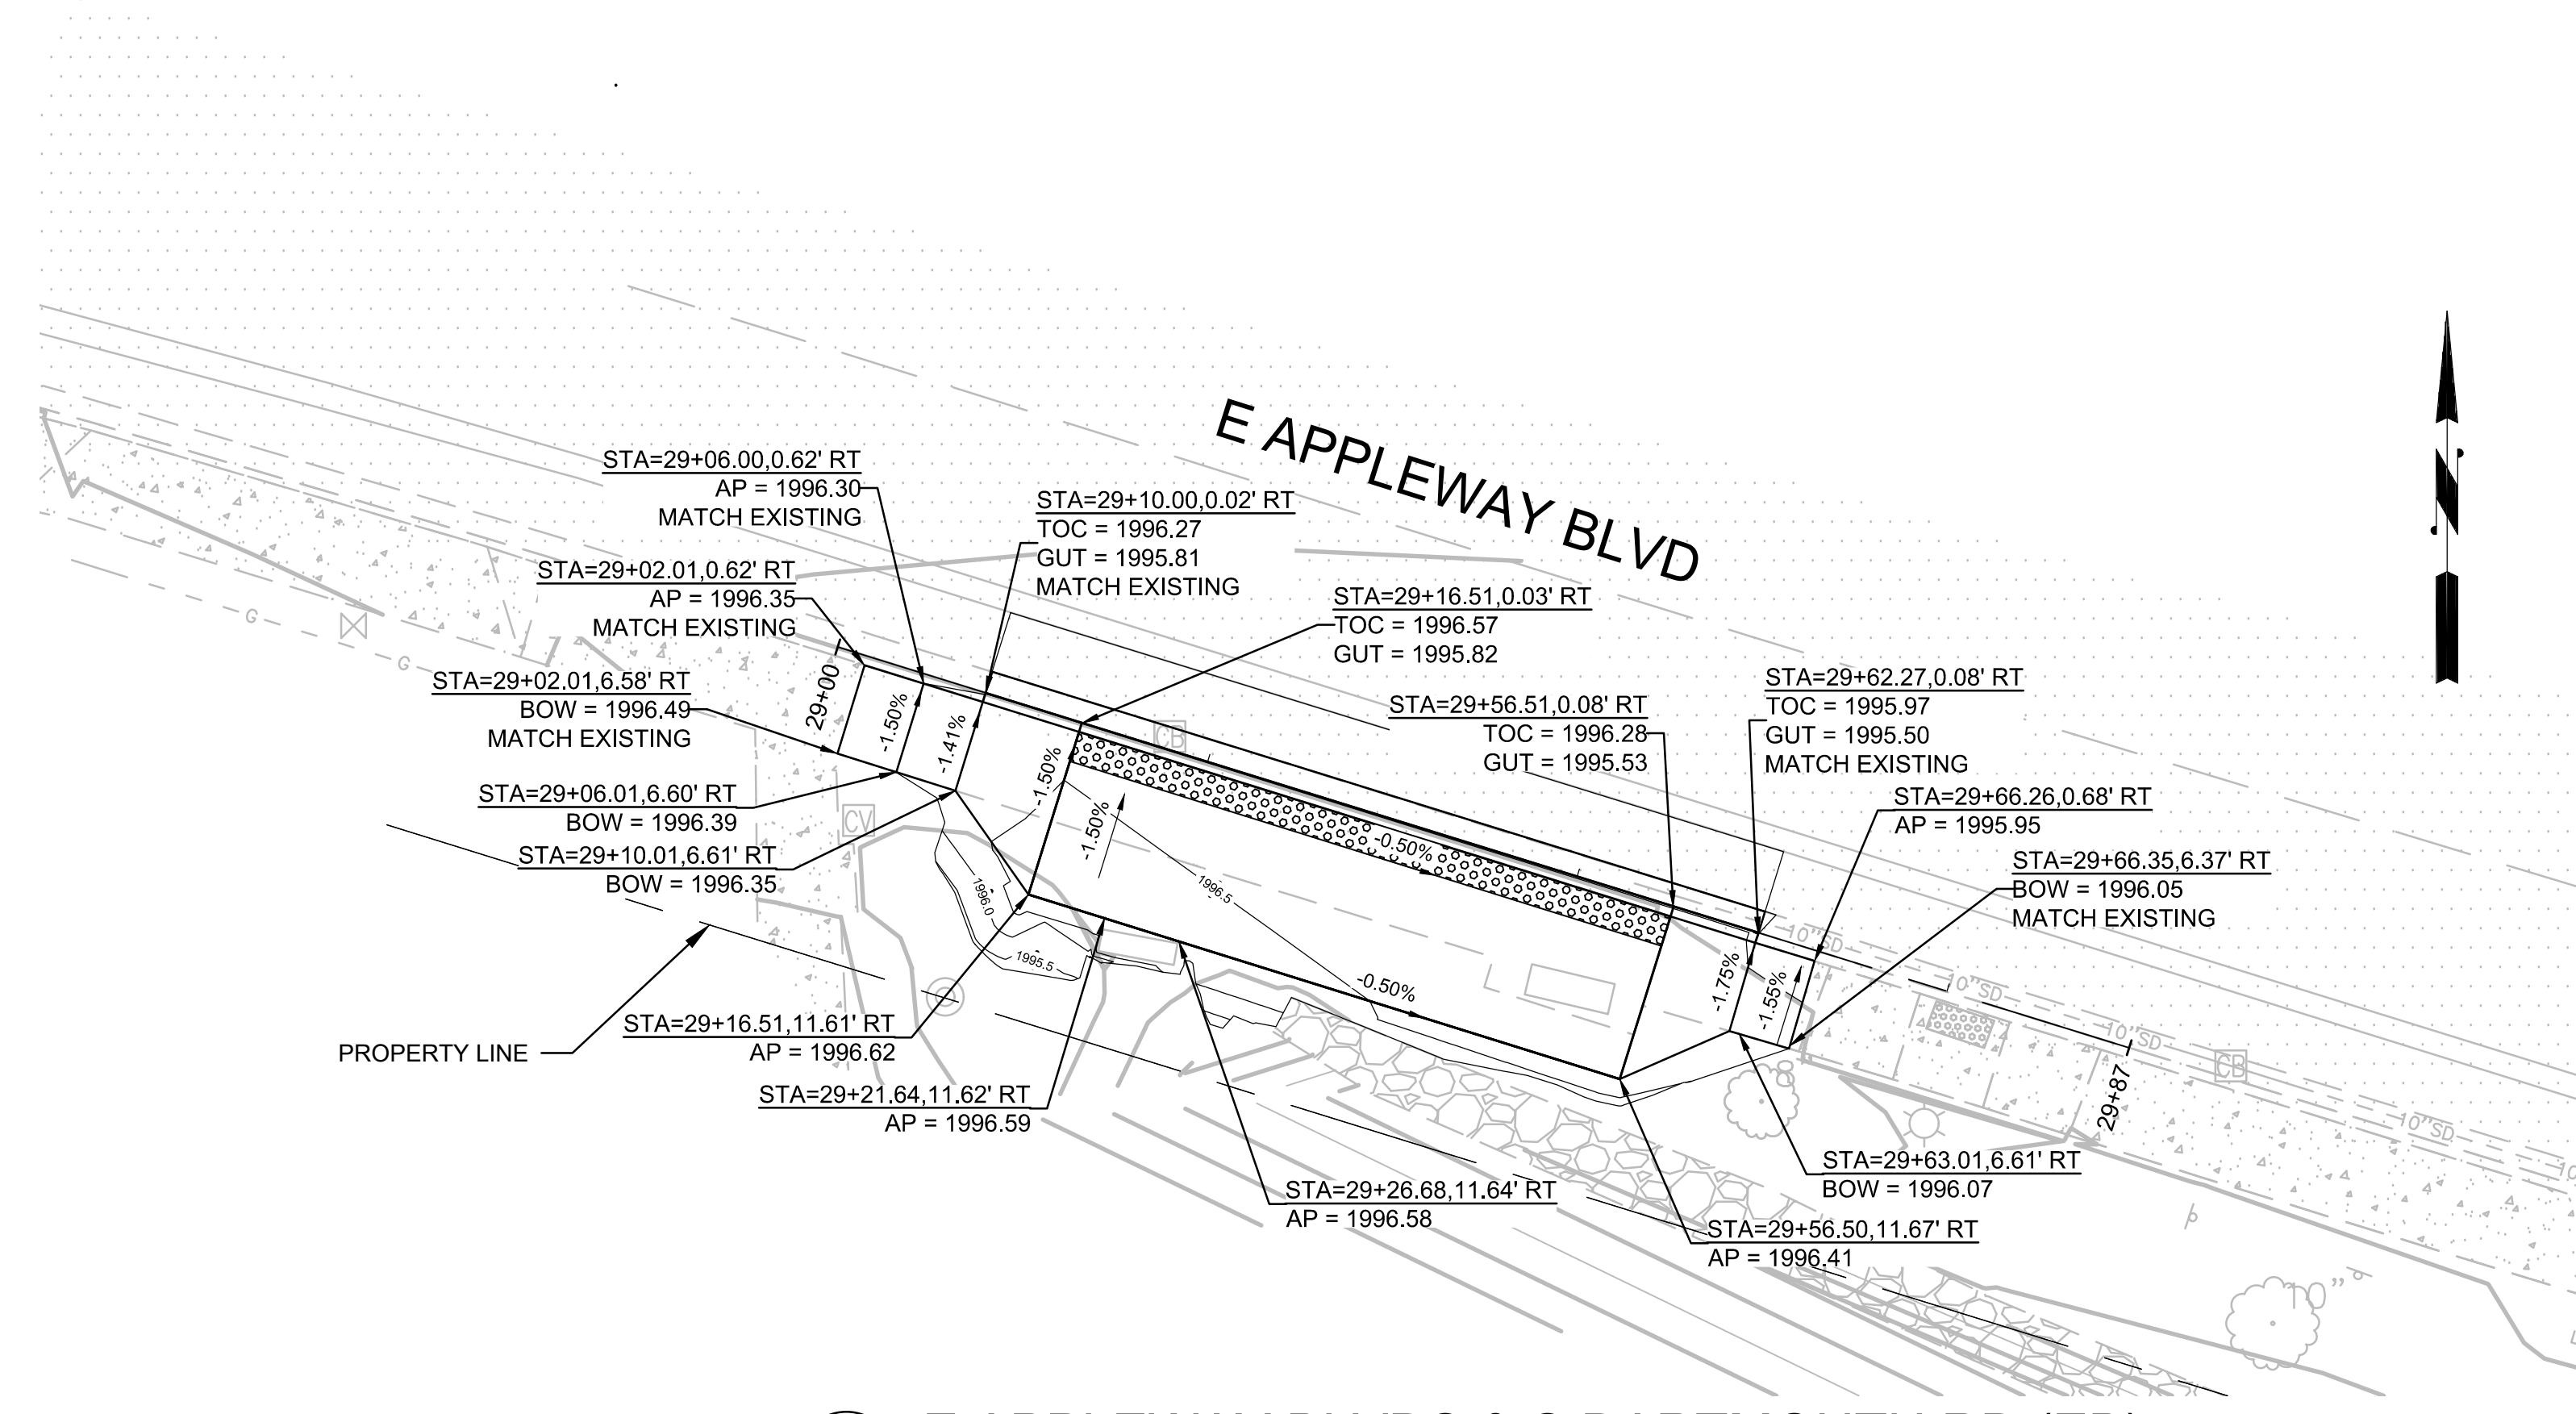 E APPLEWAY BLVD
STA=29+06.00,0.62' RT
AP = 1996.30
MATCH EXISTING
STA=29+10.00,0.02' RT
TOC = 1996.27
GUT = 1995.81
MATCH EXISTING
STA=29+02.01,0.62' RT
AP = 1996.35
MATCH EXISTING
STA=29+16.51,0.03' RT
TOC = 1996.57
GUT = 1995.82
STA=29+02.01,6.58' RT
BOW = 1996.49
MATCH EXISTING
STA=29+56.51,0.08' RT
TOC = 1996.28
GUT = 1995.53
STA=29+62.27,0.08' RT
TOC = 1995.97
GUT = 1995.50
MATCH EXISTING
STA=29+06.01,6.60' RT
BOW = 1996.39
STA=29+66.26,0.68' RT
AP = 1995.95
STA=29+10.01,6.61' RT
BOW = 1996.35
STA=29+66.35,6.37' RT
BOW = 1996.05
MATCH EXISTING
29+00
-1.50%
-1.41%
-1.50%
-1.50%
-0.50%
-0.50%
-1.75%
-1.55%
1996.5
1996.0
1995.5
G
G
CV
CB
CB
10"SD
10"SD
10"SD
10"SD
29+87
8"
10"
PROPERTY LINE
STA=29+16.51,11.61' RT
AP = 1996.62
STA=29+21.64,11.62' RT
AP = 1996.59
STA=29+26.68,11.64' RT
AP = 1996.58
STA=29+63.01,6.61' RT
BOW = 1996.07
STA=29+56.50,11.67' RT
AP = 1996.41
N